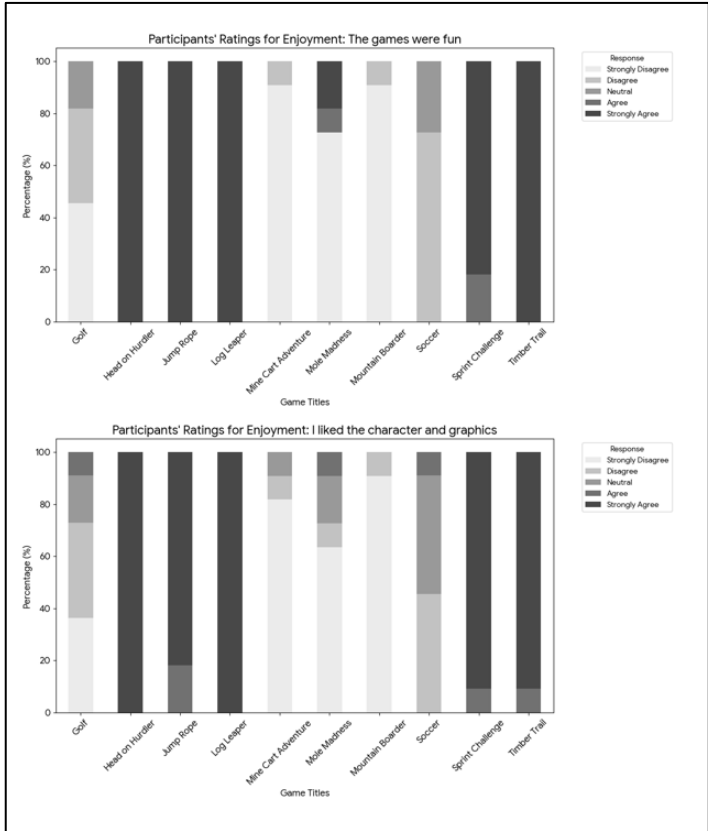 Participants' Ratings for Enjoyment: The games were fun
100
80
60
40
20
0
Percentage (%)
Golf
Head on Hurdler
Jump Rope
Log Leaper
Mine Cart Adventure
Mole Madness
Mountain Boarder
Soccer
Sprint Challenge
Timber Trail
Game Titles
Response
Strongly Disagree
Disagree
Neutral
Agree
Strongly Agree
Participants' Ratings for Enjoyment: I liked the character and graphics
100
80
60
40
20
0
Percentage (%)
Golf
Head on Hurdler
Jump Rope
Log Leaper
Mine Cart Adventure
Mole Madness
Mountain Boarder
Soccer
Sprint Challenge
Timber Trail
Game Titles
Response
Strongly Disagree
Disagree
Neutral
Agree
Strongly Agree